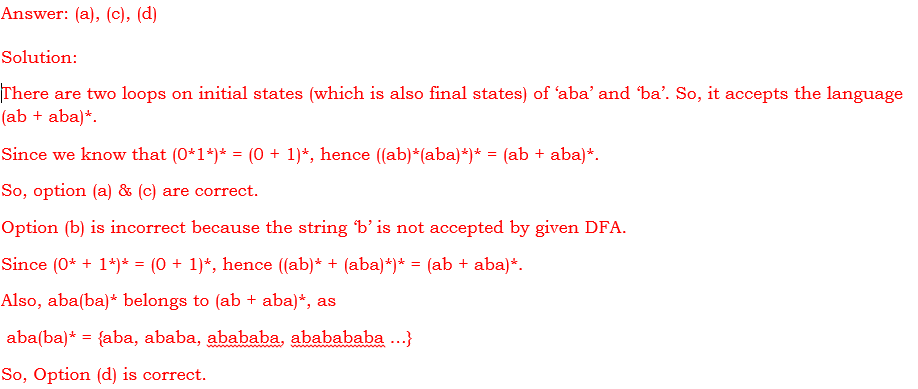 Answer: (a), (c), (d)
Solution:
There are two loops on initial states (which is also final states) of ‘aba’ and ‘ba’. So, it accepts the language
(ab + aba)*.
Since we know that (0*1*)* = (0 + 1)*, hence ((ab)*(aba)*)* = (ab + aba)*.
So, option (a) & (c) are correct.
Option (b) is incorrect because the string ‘b’ is not accepted by given DFA.
Since (0* + 1*)* = (0 + 1)*, hence ((ab)* + (aba)*)* = (ab + aba)*.
Also, aba(ba)* belongs to (ab + aba)*, as
aba(ba)* = {aba, ababa, abababa, ababababa ...}
So, Option (d) is correct.